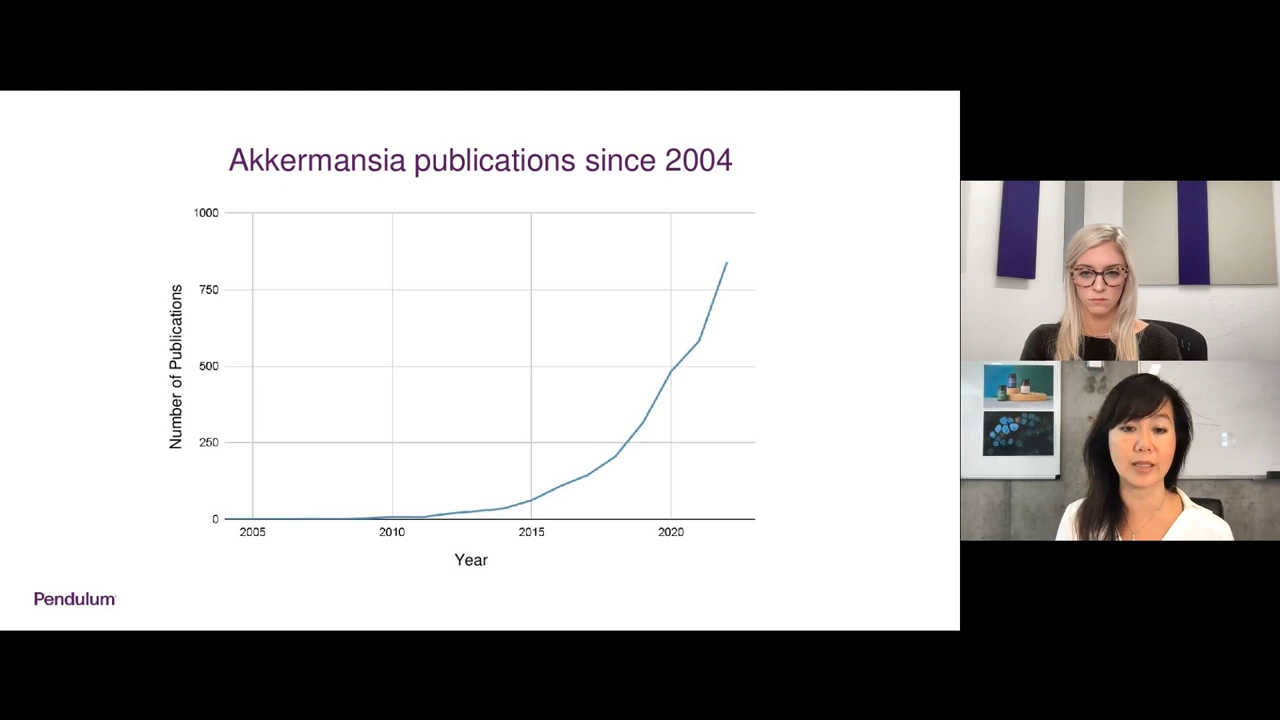 Akkermansia publications since 2004
1000
750
500
250
0
Number of Publications
2005
2010
2015
2020
Year
Pendulum